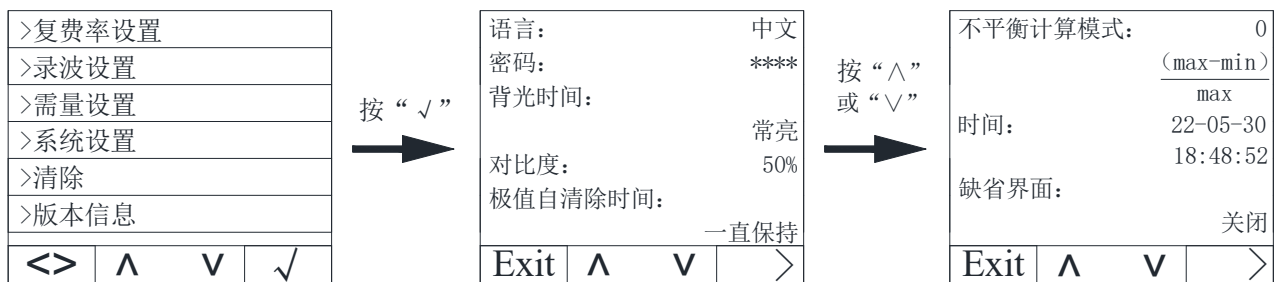 >复费率设置
>录波设置
>需量设置
>系统设置
>清除
>版本信息
<> ∧ ∨ √
按“√”
语言： 中文
密码： ****
背光时间：
常亮
对比度： 50%
极值自清除时间：
一直保持
Exit ∧ ∨ >
按“∧”
或“∨”
不平衡计算模式： 0
(max-min)
max
时间： 22-05-30
18:48:52
缺省界面：
关闭
Exit ∧ ∨ >